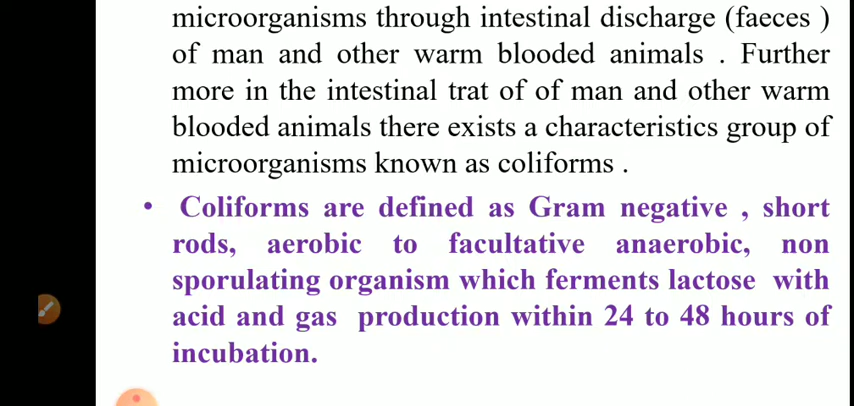 microorganisms through intestinal discharge (faeces )
of man and other warm blooded animals . Further
more in the intestinal trat of of man and other warm
blooded animals there exists a characteristics group of
microorganisms known as coliforms .
• Coliforms are defined as Gram negative , short
rods, aerobic to facultative anaerobic, non
sporulating organism which ferments lactose with
acid and gas production within 24 to 48 hours of
incubation.